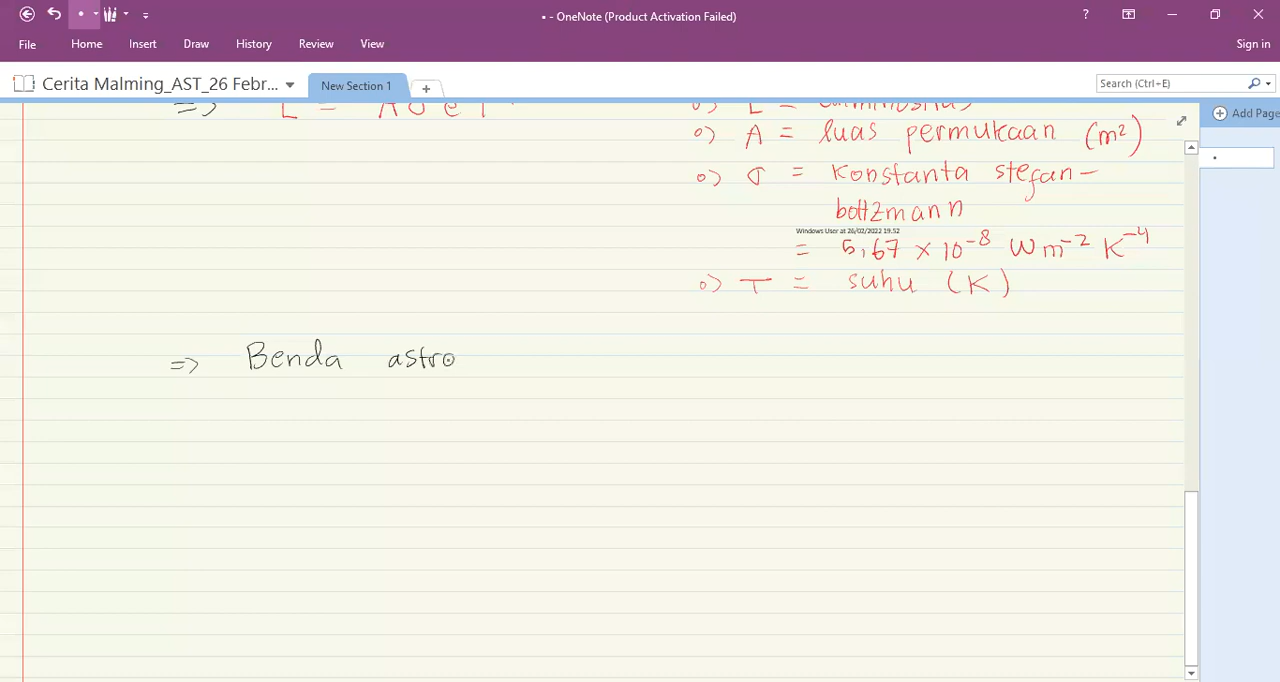 • - OneNote (Product Activation Failed)
?
File Home Insert Draw History Review View
Sign in
Cerita Malming_AST_26 Febr...
New Section 1
Search (Ctrl+E)
Add Page
=> L = A σ e T
o) L = Luminositas
o) A = luas permukaan (m²)
o) σ = konstanta stefan-
boltzmann
Windows User at 26/02/2022 19.52
= 5,67 × 10⁻⁸ W m⁻² K⁻⁴
o) T = suhu (K)
=> Benda astro